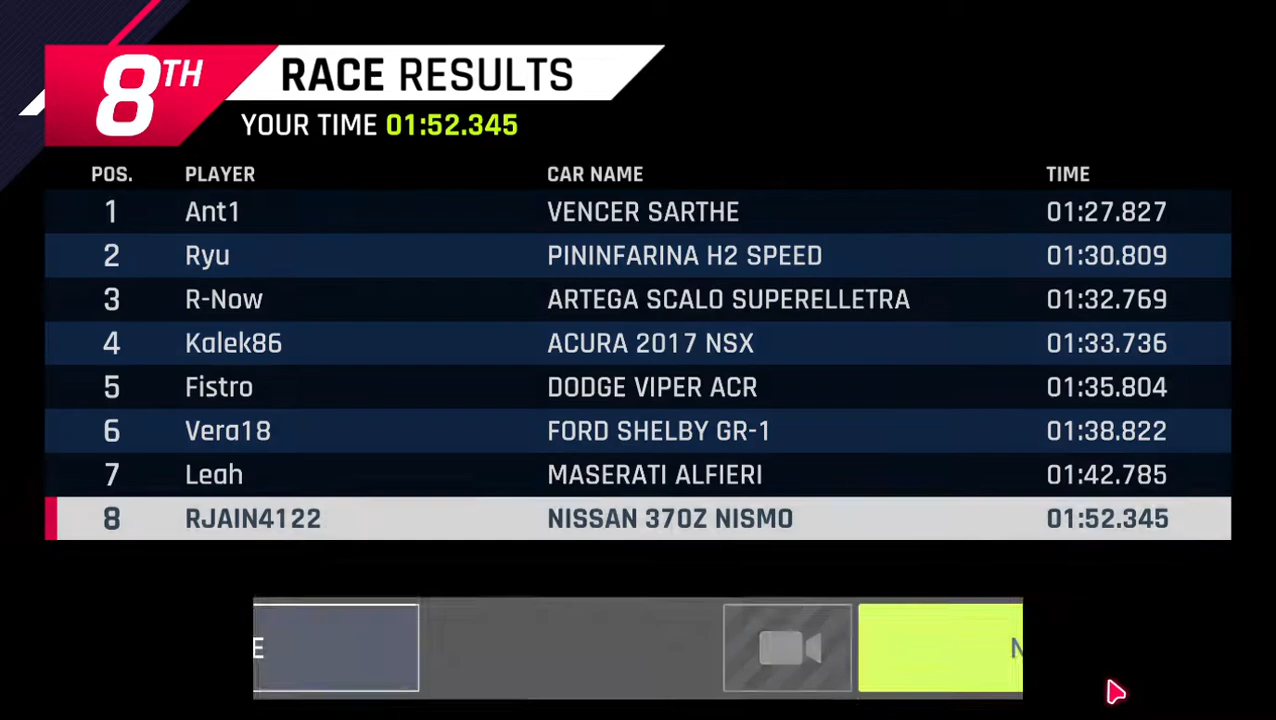 8TH
RACE RESULTS
YOUR TIME 01:52.345
POS. PLAYER CAR NAME TIME
1 Ant1 VENCER SARTHE 01:27.827
2 Ryu PININFARINA H2 SPEED 01:30.809
3 R-Now ARTEGA SCALO SUPERELLETRA 01:32.769
4 Kalek86 ACURA 2017 NSX 01:33.736
5 Fistro DODGE VIPER ACR 01:35.804
6 Vera18 FORD SHELBY GR-1 01:38.822
7 Leah MASERATI ALFIERI 01:42.785
8 RJAIN4122 NISSAN 370Z NISMO 01:52.345